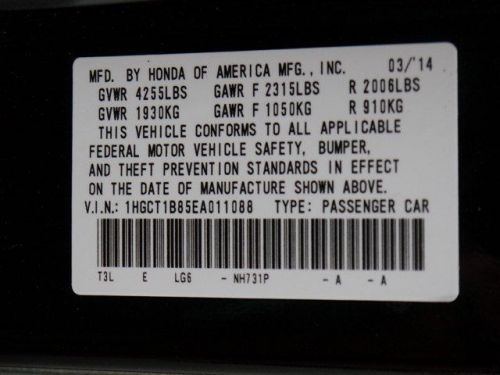 MFD. BY HONDA OF AMERICA MFG., INC. 03/'14
GVWR 4255LBS GAWR F 2315LBS R 2006LBS
GVWR 1930KG GAWR F 1050KG R 910KG
THIS VEHICLE CONFORMS TO ALL APPLICABLE
FEDERAL MOTOR VEHICLE SAFETY, BUMPER,
AND THEFT PREVENTION STANDARDS IN EFFECT
ON THE DATE OF MANUFACTURE SHOWN ABOVE.
V.I.N.: 1HGCT1B85EA011088 TYPE: PASSENGER CAR
T3L E LG6 - NH731P - A - A